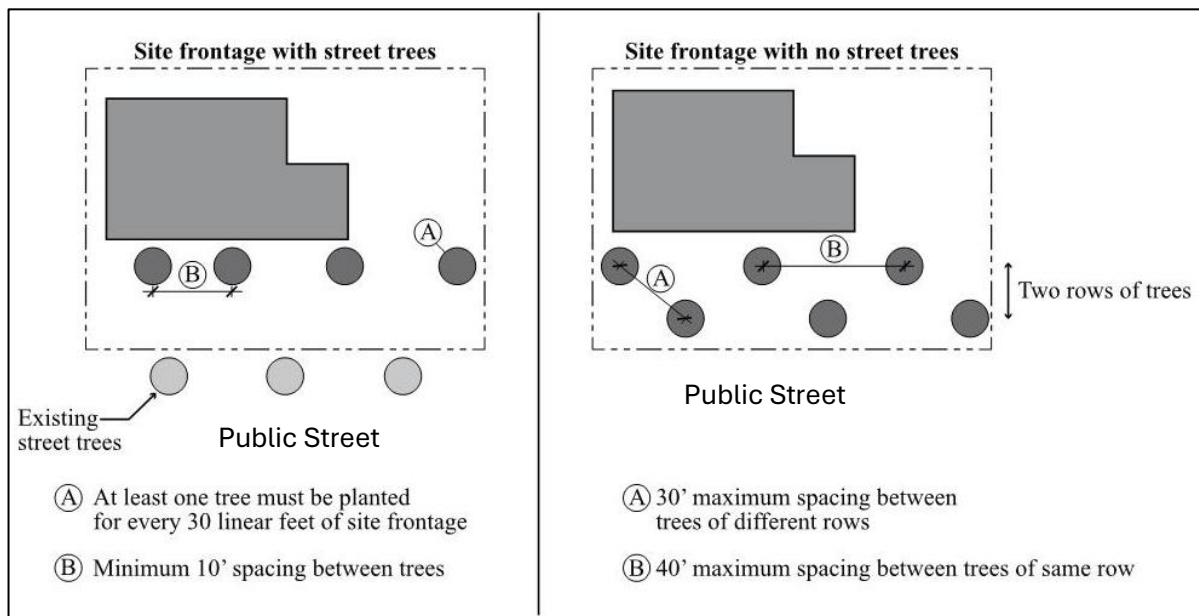 Site frontage with street trees
A
B
Existing
street trees
Public Street
A At least one tree must be planted
for every 30 linear feet of site frontage
B Minimum 10’ spacing between trees
Site frontage with no street trees
B
A
Two rows of trees
Public Street
A 30’ maximum spacing between
trees of different rows
B 40’ maximum spacing between trees of same row